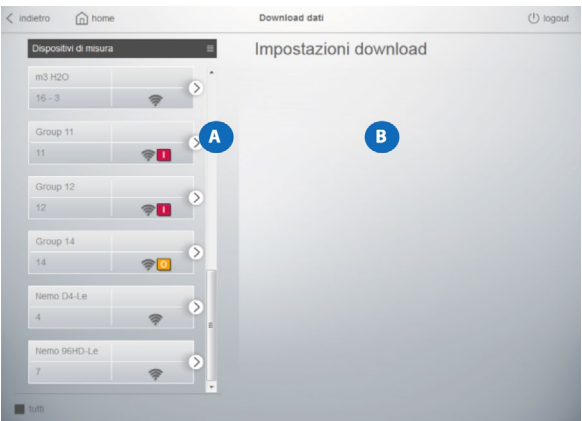 indietro home Download dati logout
Dispositivi di misura
Impostazioni download
m3 H2O
16 - 3
A
B
Group 11
11 I
Group 12
12 I
Group 14
14 O
Nemo D4-Le
4
Nemo 96HD-Le
7
tutti